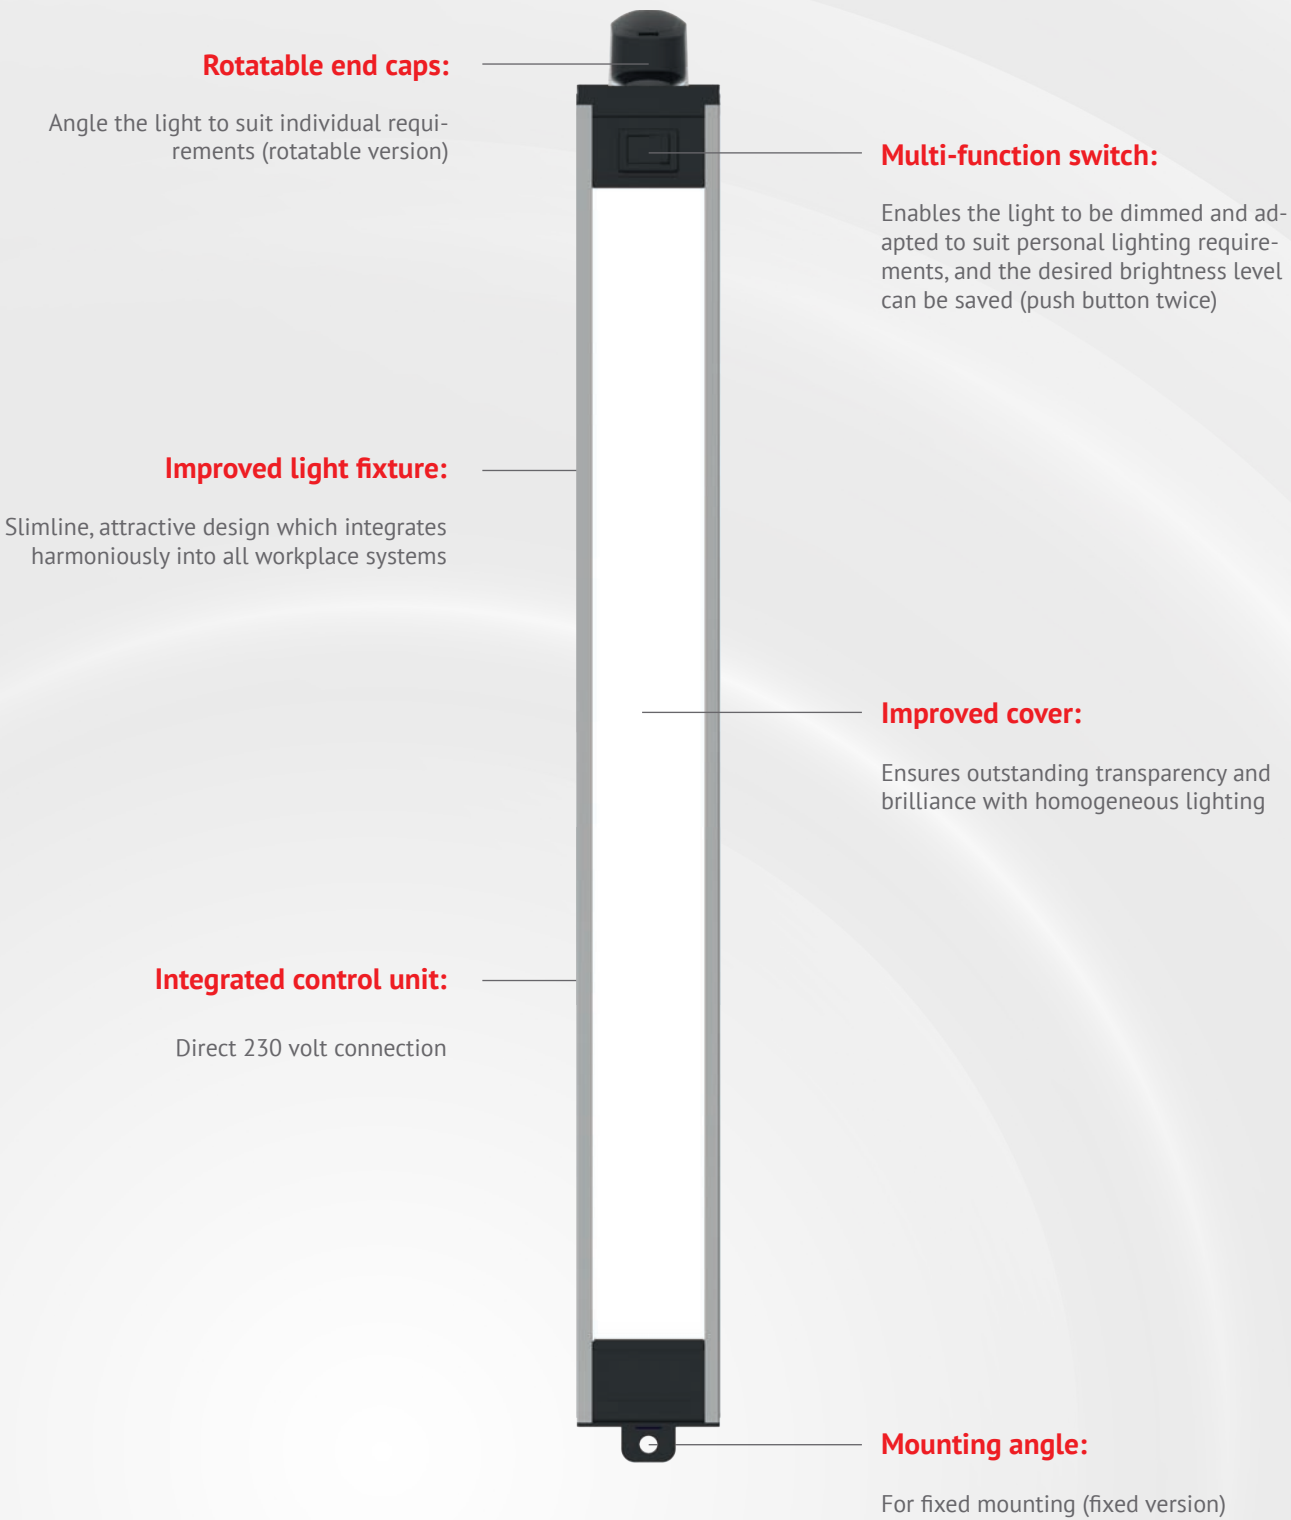 Rotatable end caps:
Angle the light to suit individual requi-
rements (rotatable version)
Multi-function switch:
Enables the light to be dimmed and ad-
apted to suit personal lighting require-
ments, and the desired brightness level
can be saved (push button twice)
Improved light fixture:
Slimline, attractive design which integrates
harmoniously into all workplace systems
Improved cover:
Ensures outstanding transparency and
brilliance with homogeneous lighting
Integrated control unit:
Direct 230 volt connection
Mounting angle:
For fixed mounting (fixed version)